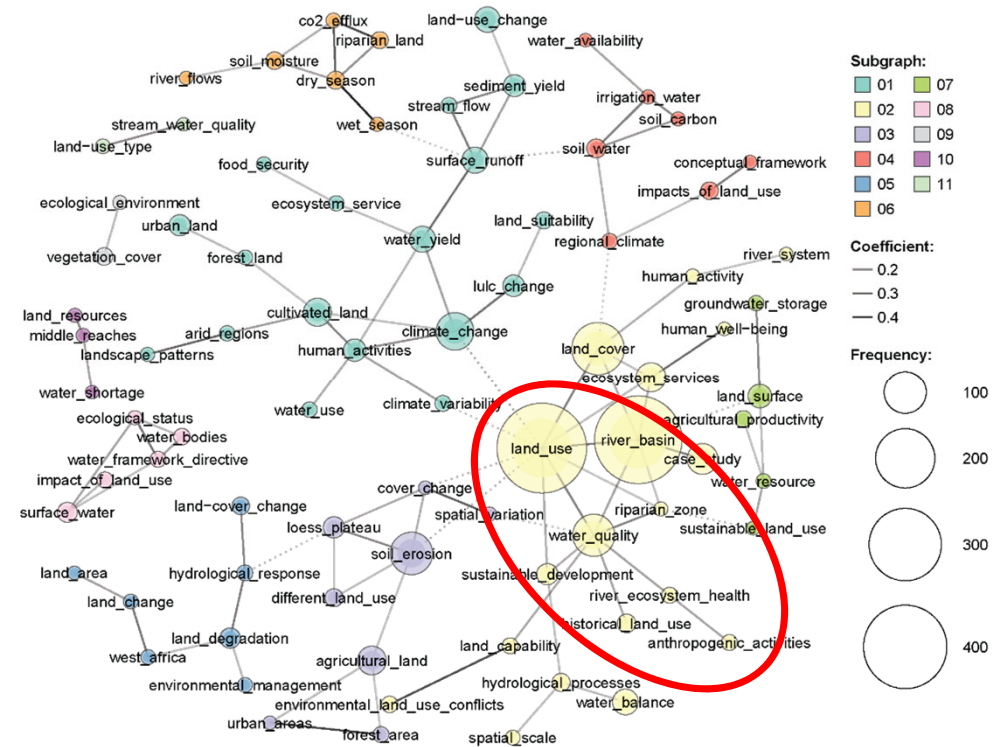 co2_efflux
land-use_change
riparian_land
water_availability
soil_moisture
river_flows
dry_season
sediment_yield
irrigation_water
stream_flow
soil_carbon
stream_water_quality
wet_season
land-use_type
surface_runoff
soil_water
food_security
conceptual_framework
impacts_of_land_use
ecological_environment
ecosystem_service
urban_land
land_suitability
water_yield
regional_climate
vegetation_cover
forest_land
river_system
human_activity
lulc_change
groundwater_storage
land_resources
cultivated_land
middle_reaches
arid_regions
climate_change
human_well-being
landscape_patterns
human_activities
land_cover
ecosystem_services
water_shortage
land_surface
water_use
climate_variability
ecological_status
agricultural_productivity
water_bodies
land_use
river_basin
water_framework_directive
case_study
impact_of_land_use
cover_change
water_resource
surface_water
land-cover_change
spatial_variation
riparian_zone
loess_plateau
sustainable_land_use
water_quality
soil_erosion
land_area
hydrological_response
sustainable_development
different_land_use
river_ecosystem_health
land_change
historical_land_use
land_degradation
land_capability
anthropogenic_activities
west_africa
agricultural_land
environmental_management
hydrological_processes
environmental_land_use_conflicts
water_balance
urban_areas
forest_area
spatial_scale
Subgraph:
01 07
02 08
03 09
04 10
05 11
06
Coefficient:
0.2
0.3
0.4
Frequency:
100
200
300
400